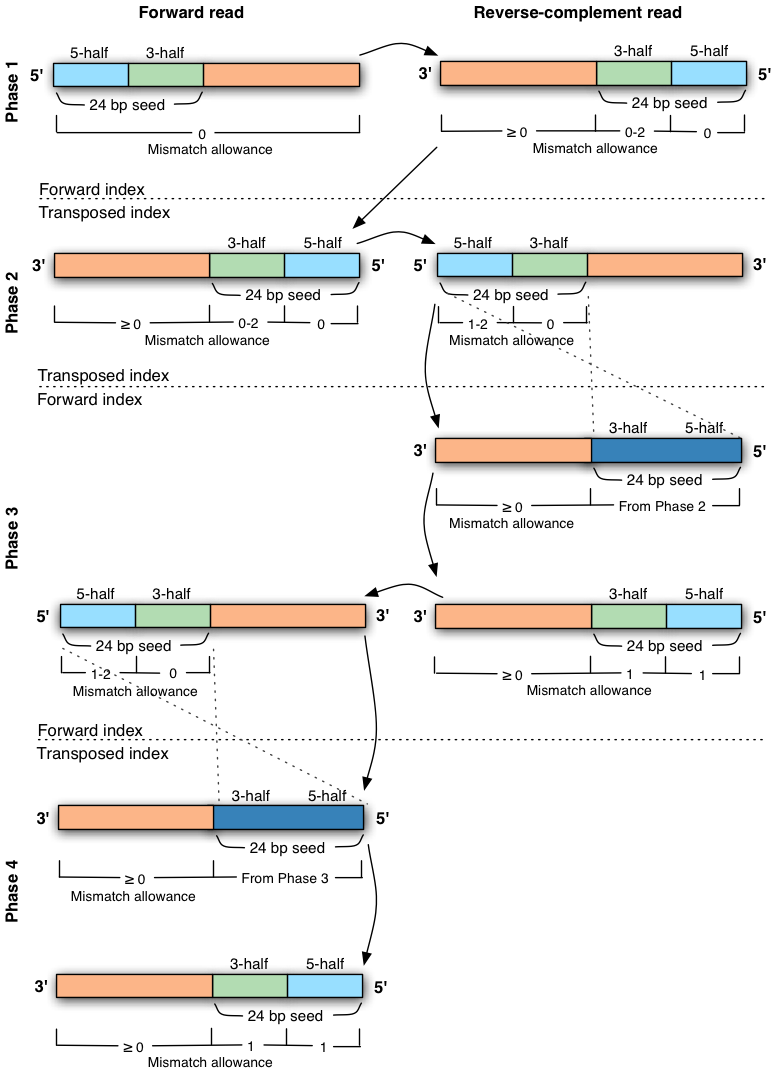 Forward read Reverse-complement read
Phase 1
5-half 3-half 3-half 5-half
5' 3' 5'
24 bp seed 24 bp seed
0 ≥ 0 0-2 0
Mismatch allowance Mismatch allowance
Forward index
Transposed index
Phase 2
3-half 5-half 5-half 3-half
3' 5' 5' 3'
24 bp seed 24 bp seed
≥ 0 0-2 0 1-2 0
Mismatch allowance Mismatch allowance
Transposed index
Forward index
Phase 3
3-half 5-half
3' 5'
24 bp seed
≥ 0 From Phase 2
Mismatch allowance
5-half 3-half 3-half 5-half
5' 3' 3' 5'
24 bp seed 24 bp seed
1-2 0 ≥ 0 1 1
Mismatch allowance Mismatch allowance
Forward index
Transposed index
Phase 4
3-half 5-half
3' 5'
24 bp seed
≥ 0 From Phase 3
Mismatch allowance
3-half 5-half
3' 5'
24 bp seed
≥ 0 1 1
Mismatch allowance